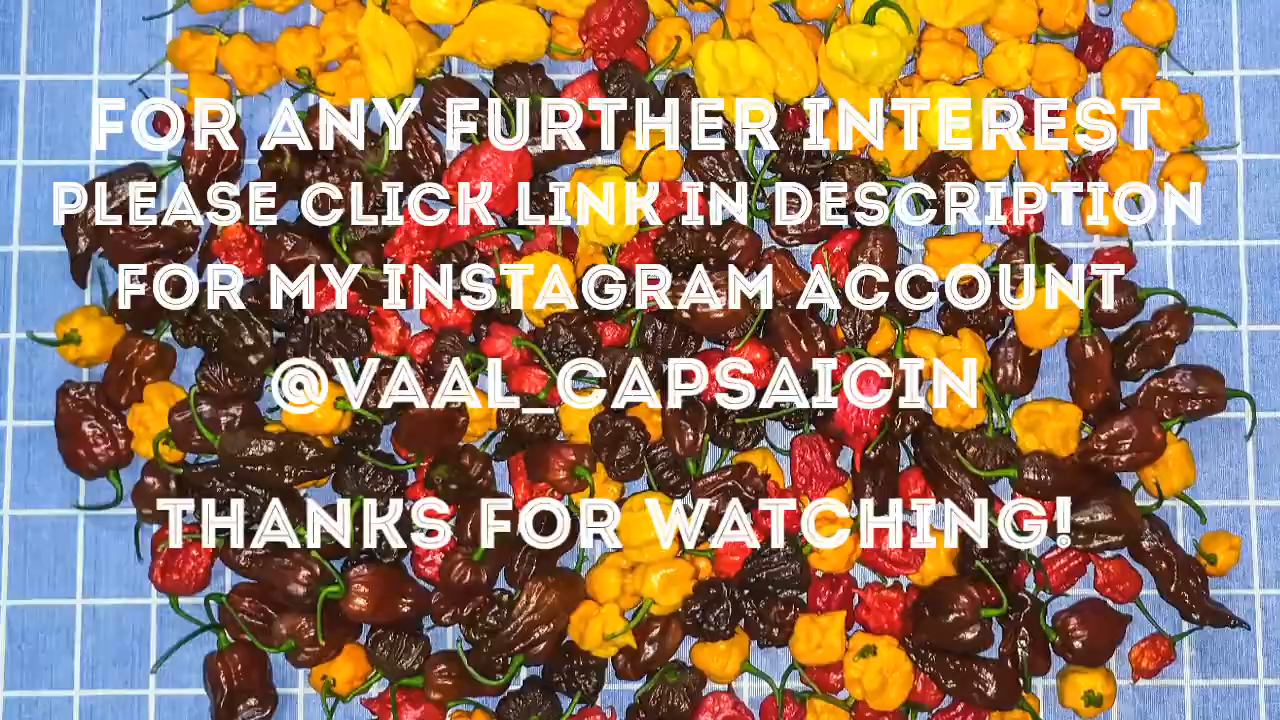 FOR ANY FURTHER INTEREST
PLEASE CLICK LINK IN DESCRIPTION
FOR MY INSTAGRAM ACCOUNT
@VAAL_CAPSAICIN
THANKS FOR WATCHING!